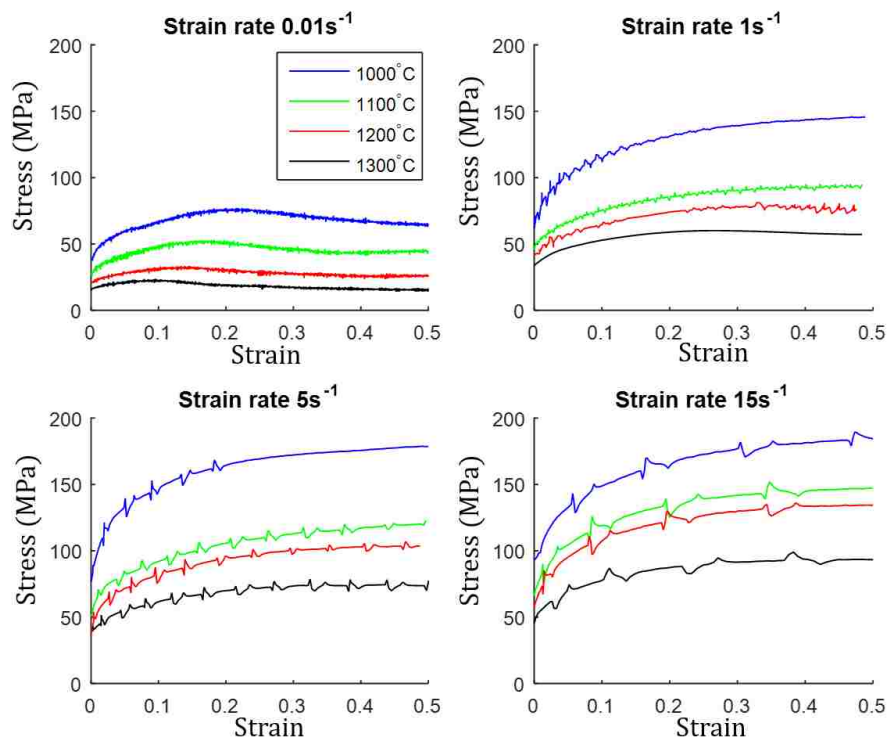 Strain rate 0.01s⁻¹
Stress (MPa)
200
150
100
50
0
1000°C
1100°C
1200°C
1300°C
0 0.1 0.2 0.3 0.4 0.5
Strain
Strain rate 1s⁻¹
Stress (MPa)
200
150
100
50
0
0 0.1 0.2 0.3 0.4 0.5
Strain
Strain rate 5s⁻¹
Stress (MPa)
200
150
100
50
0
0 0.1 0.2 0.3 0.4 0.5
Strain
Strain rate 15s⁻¹
Stress (MPa)
200
150
100
50
0
0 0.1 0.2 0.3 0.4 0.5
Strain